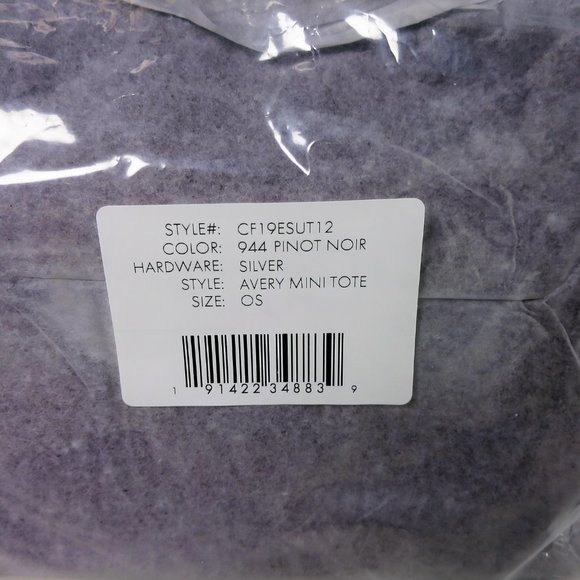 STYLE#: CF19ESUT12
COLOR: 944 PINOT NOIR
HARDWARE: SILVER
STYLE: AVERY MINI TOTE
SIZE: OS
1 91422 34883 9